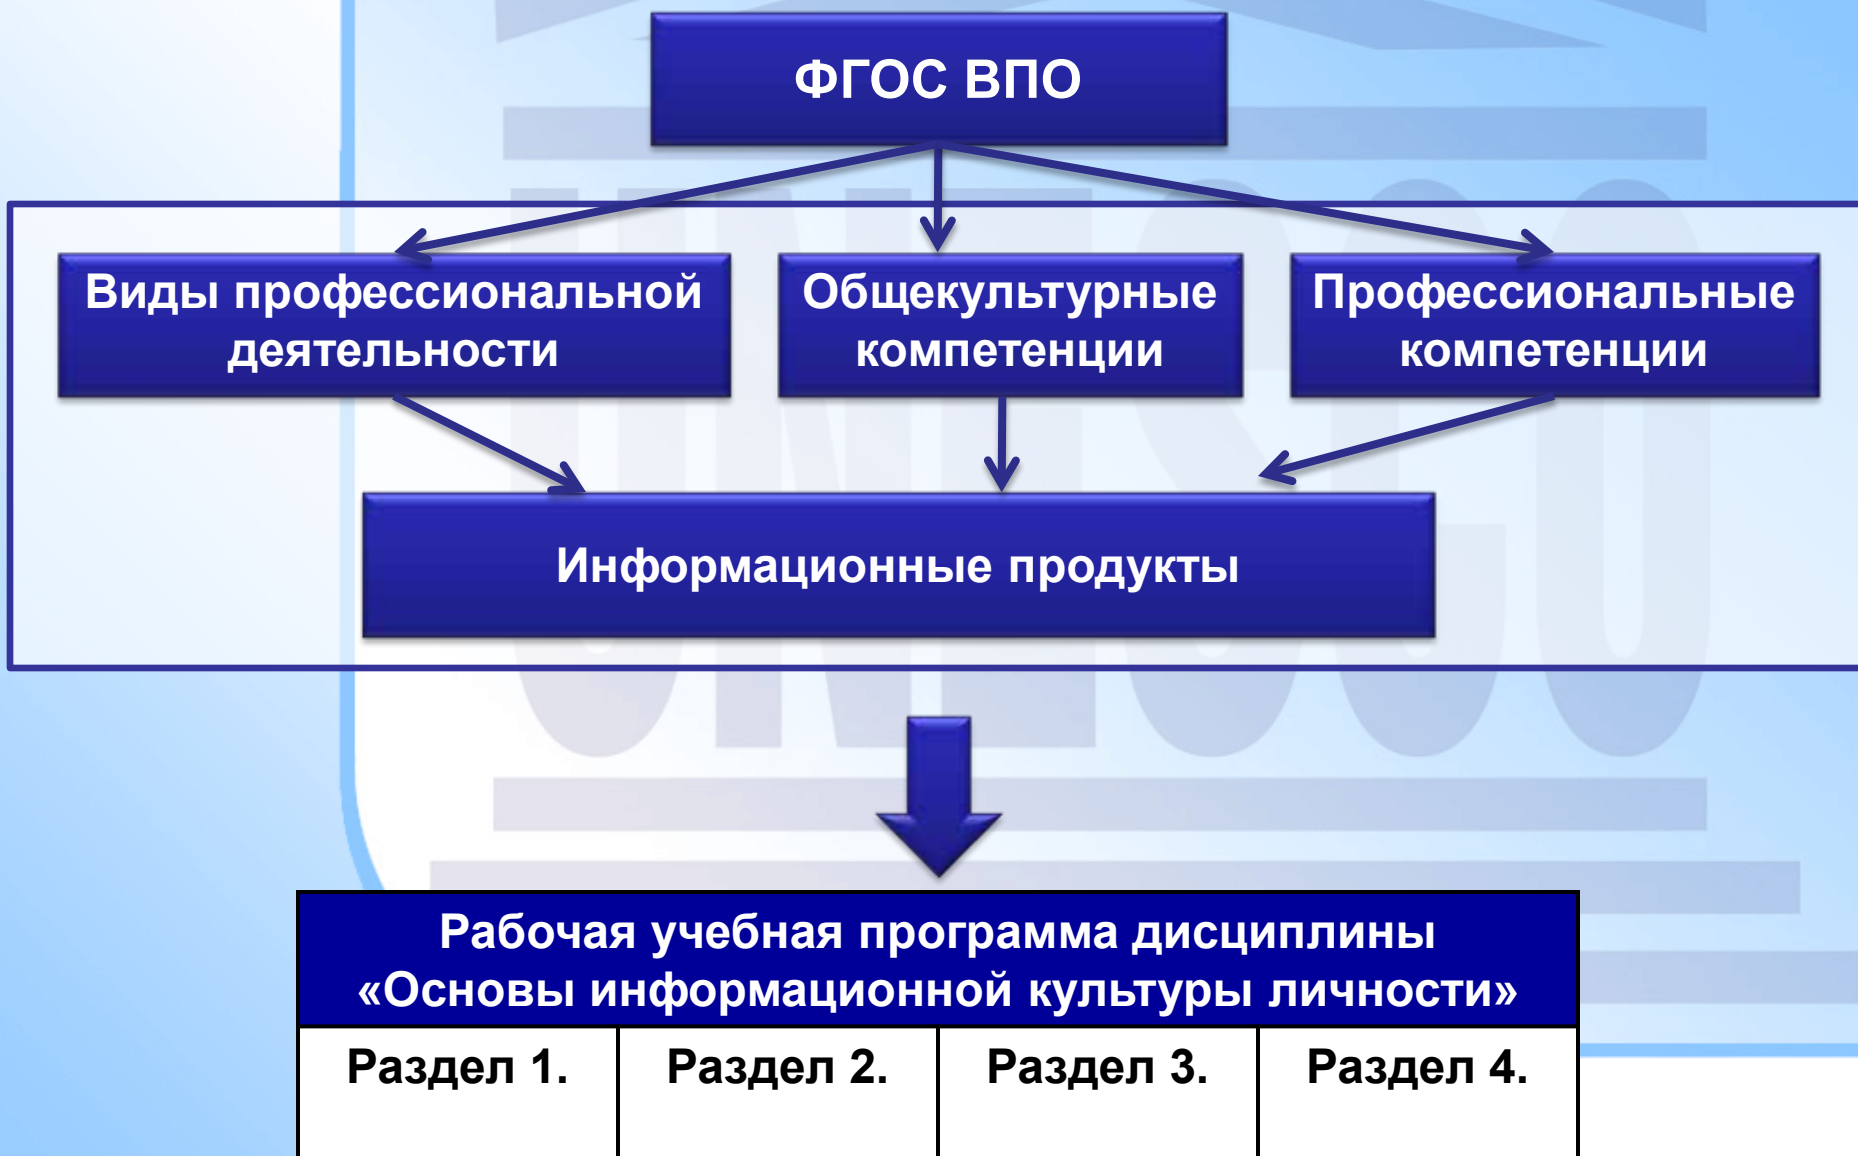 ФГОС ВПО
Виды профессиональной
деятельности
Общекультурные
компетенции
Профессиональные
компетенции
Информационные продукты
Рабочая учебная программа дисциплины
«Основы информационной культуры личности»
Раздел 1.
Раздел 2.
Раздел 3.
Раздел 4.
UNESCO